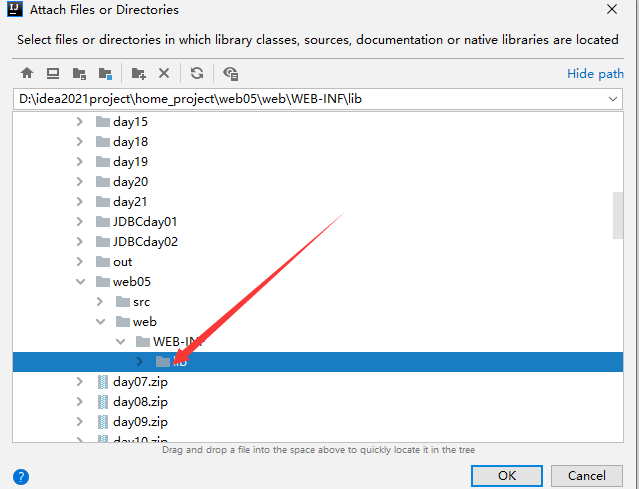 Attach Files or Directories
Select files or directories in which library classes, sources, documentation or native libraries are located
Hide path
D:\idea2021project\home_project\web05\web\WEB-INF\lib
day15
day18
day19
day20
day21
JDBCday01
JDBCday02
out
web05
src
web
WEB-INF
lib
day07.zip
day08.zip
day09.zip
day10.zip
Drag and drop a file into the space above to quickly locate it in the tree
?
OK
Cancel